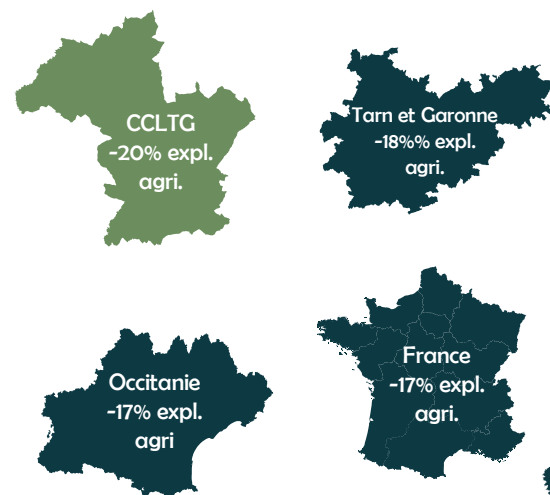 CCLTG
-20% expl.
agri.
Tarn et Garonne
-18%% expl.
agri.
Occitanie
-17% expl.
agri
France
-17% expl.
agri.